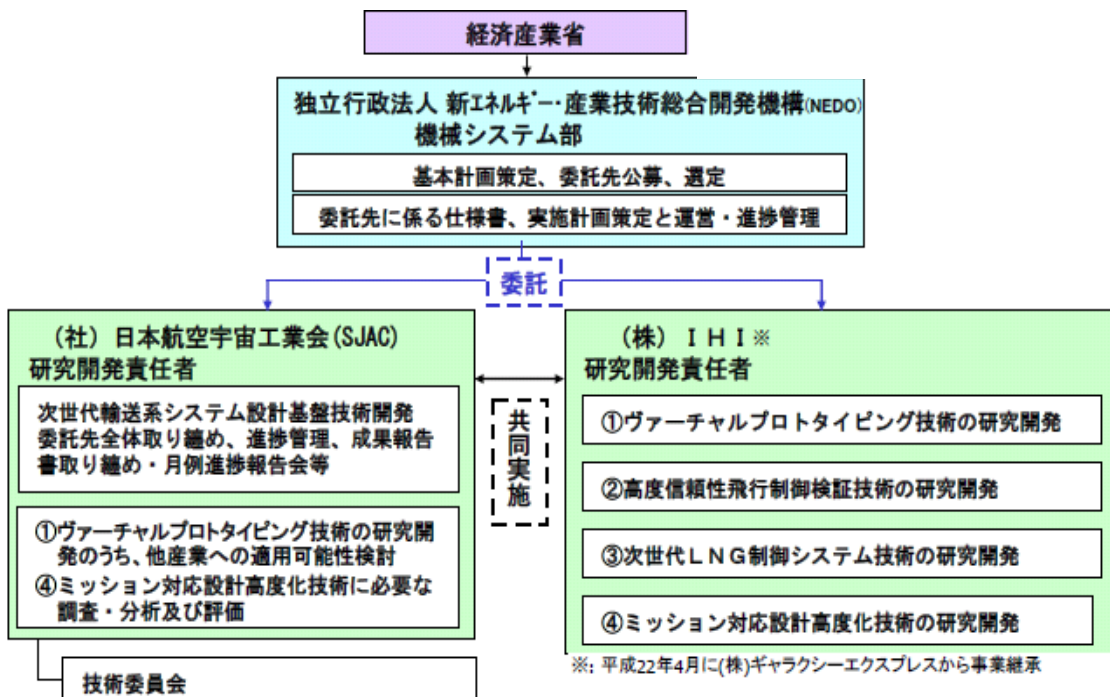 経済産業省
独立行政法人 新エネルギー・産業技術総合開発機構(NEDO)
機械システム部
基本計画策定、委託先公募、選定
委託先に係る仕様書、実施計画策定と運営・進捗管理
委託
(社)日本航空宇宙工業会(SJAC)
研究開発責任者
次世代輸送系システム設計基盤技術開発
委託先全体取り纏め、進捗管理、成果報告
書取り纏め・月例進捗報告会等
①ヴァーチャルプロトタイピング技術の研究開
発のうち、他産業への適用可能性検討
④ミッション対応設計高度化技術に必要な
調査・分析及び評価
技術委員会
共同実施
(株)IHI※
研究開発責任者
①ヴァーチャルプロトタイピング技術の研究開発
②高度信頼性飛行制御検証技術の研究開発
③次世代LNG制御システム技術の研究開発
④ミッション対応設計高度化技術の研究開発
※: 平成22年4月に(株)ギャラクシーエクスプレスから事業継承